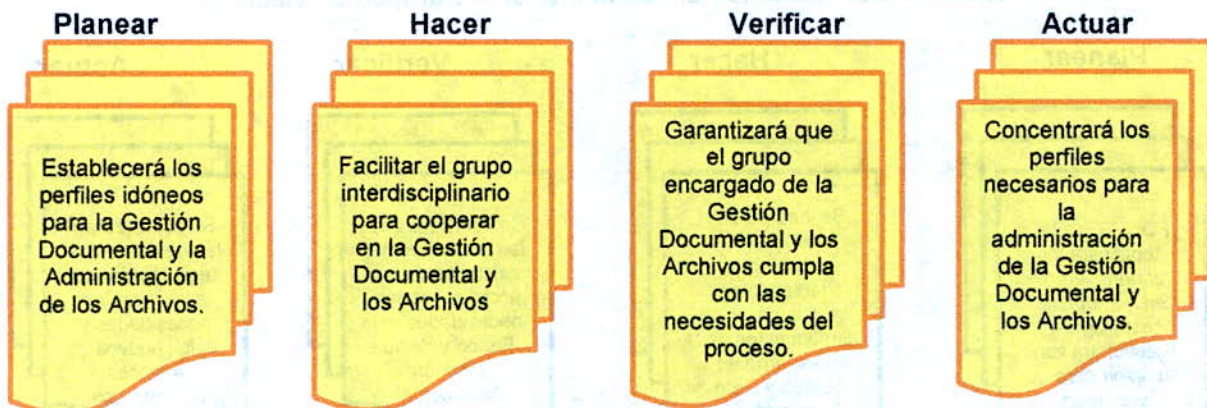 Planear
Hacer
Verificar
Actuar
Establecerá los
perfiles idóneos
para la Gestión
Documental y la
Administración
de los Archivos.
Facilitar el grupo
interdisciplinario
para cooperar
en la Gestión
Documental y
los Archivos
Garantizará que
el grupo
encargado de la
Gestión
Documental y los
Archivos cumpla
con las
necesidades del
proceso.
Concentrará los
perfiles
necesarios para
la
administración
de la Gestión
Documental y
los Archivos.